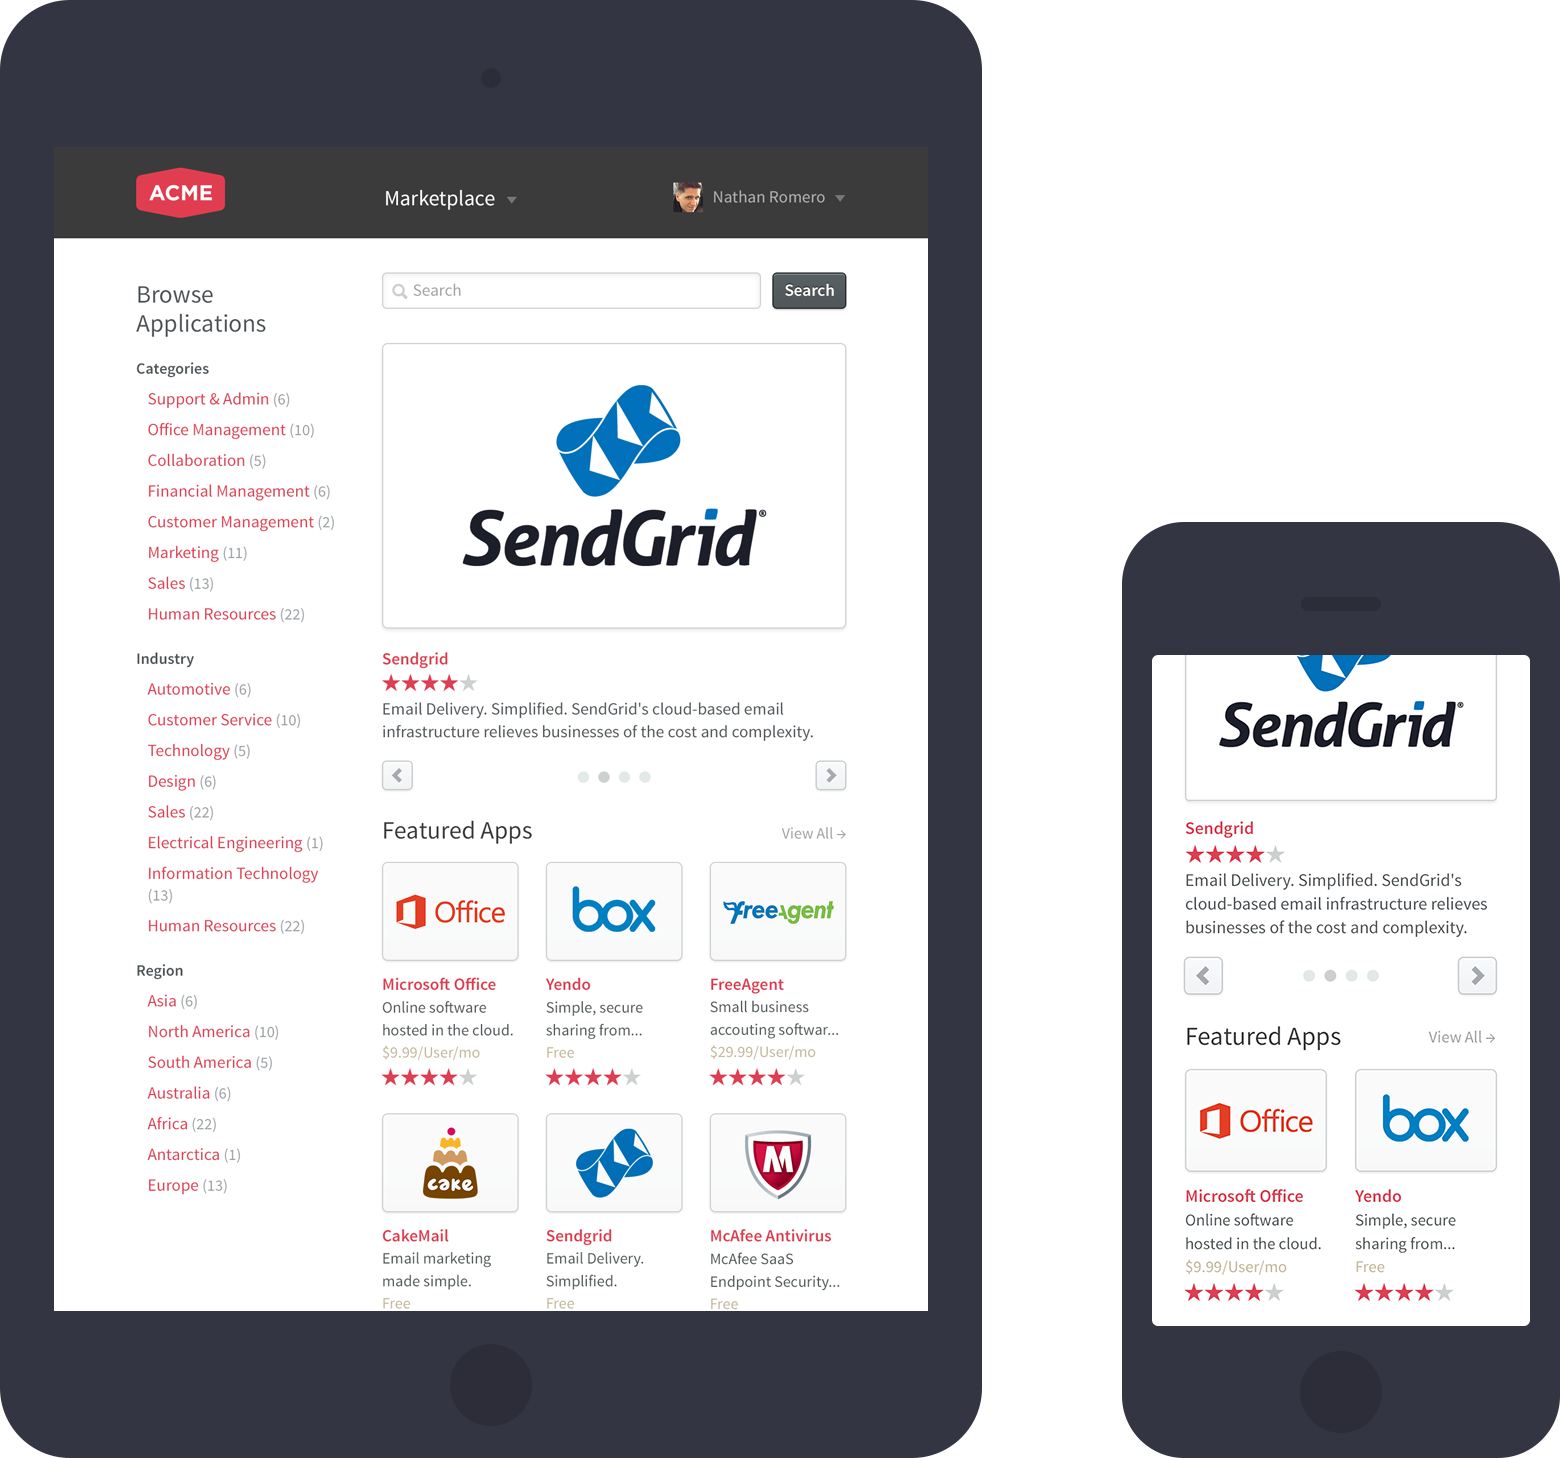 ACME
Marketplace
Nathan Romero
Browse
Applications
Categories
Support & Admin (6)
Office Management (10)
Collaboration (5)
Financial Management (6)
Customer Management (2)
Marketing (11)
Sales (13)
Human Resources (22)
Industry
Automotive (6)
Customer Service (10)
Technology (5)
Design (6)
Sales (22)
Electrical Engineering (1)
Information Technology
(13)
Human Resources (22)
Region
Asia (6)
North America (10)
South America (5)
Australia (6)
Africa (22)
Antarctica (1)
Europe (13)
Search
Search
SendGrid®
Sendgrid
Email Delivery. Simplified. SendGrid's cloud-based email
infrastructure relieves businesses of the cost and complexity.
Featured Apps
View All →
Office
Microsoft Office
Online software
hosted in the cloud.
$9.99/User/mo
box
Yendo
Simple, secure
sharing from...
Free
FreeAgent
FreeAgent
Small business
accouting softwar...
$29.99/User/mo
cake
CakeMail
Email marketing
made simple.
Free
Sendgrid
Email Delivery.
Simplified.
Free
M
McAfee Antivirus
McAfee SaaS
Endpoint Security...
Free
SendGrid®
Sendgrid
Email Delivery. Simplified. SendGrid's
cloud-based email infrastructure relieves
businesses of the cost and complexity.
Featured Apps
View All →
Office
Microsoft Office
Online software
hosted in the cloud.
$9.99/User/mo
box
Yendo
Simple, secure
sharing from...
Free